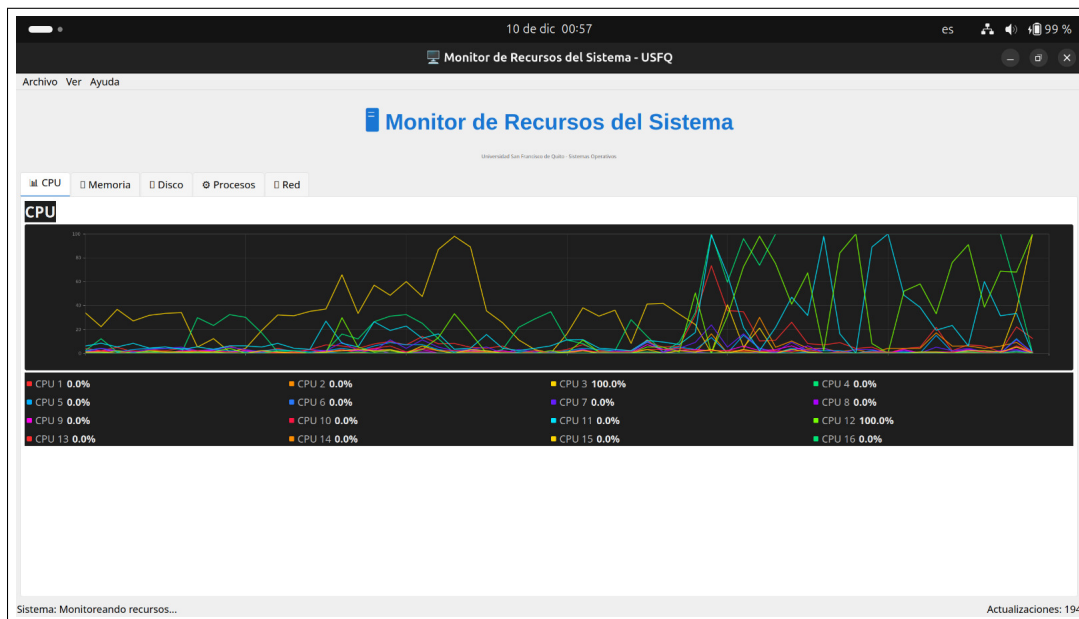 10 de dic 00:57
es
99 %
Monitor de Recursos del Sistema - USFQ
Archivo Ver Ayuda
Monitor de Recursos del Sistema
Universidad San Francisco de Quito - Sistemas Operativos
CPU Memoria Disco Procesos Red
CPU
100
80
60
40
20
0
CPU 1 0.0% CPU 2 0.0% CPU 3 100.0% CPU 4 0.0%
CPU 5 0.0% CPU 6 0.0% CPU 7 0.0% CPU 8 0.0%
CPU 9 0.0% CPU 10 0.0% CPU 11 0.0% CPU 12 100.0%
CPU 13 0.0% CPU 14 0.0% CPU 15 0.0% CPU 16 0.0%
Sistema: Monitoreando recursos... Actualizaciones: 194